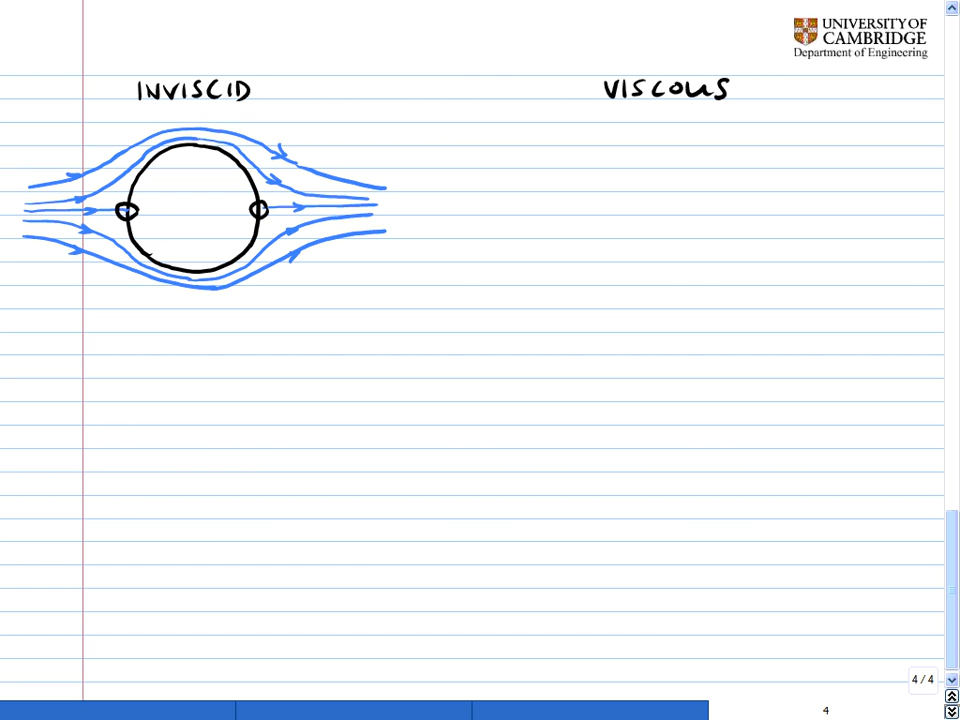 UNIVERSITY OF
CAMBRIDGE
Department of Engineering
INVISCID
VISCOUS
4 / 4
4